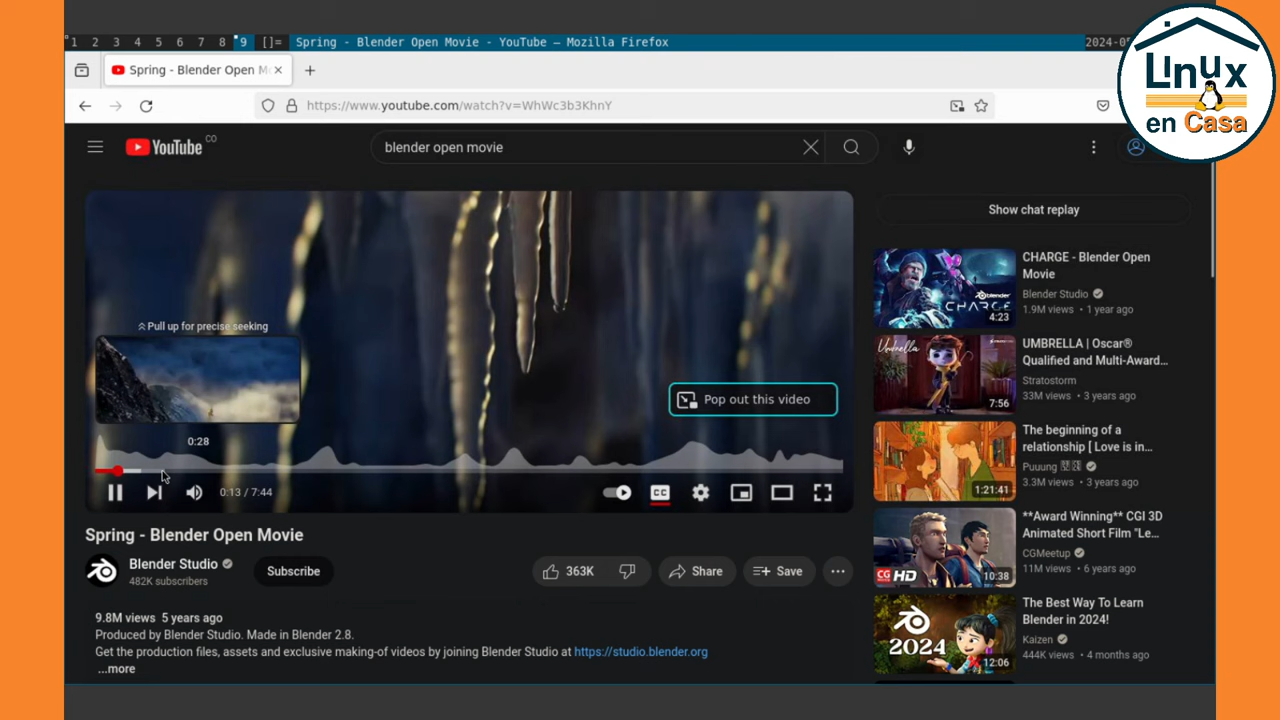 1 2 3 4 5 6 7 8 9 []= Spring - Blender Open Movie - YouTube — Mozilla Firefox
Linux
en Casa
Spring - Blender Open M
https://www.youtube.com/watch?v=WhWc3b3KhnY
YouTube CO
blender open movie
Show chat replay
Pull up for precise seeking
0:28
Pop out this video
0:13 / 7:44
CC
Spring - Blender Open Movie
Blender Studio
482K subscribers
Subscribe
363K
Share
Save
9.8M views 5 years ago
Produced by Blender Studio. Made in Blender 2.8.
Get the production files, assets and exclusive making-of videos by joining Blender Studio at https://studio.blender.org
...more
blender
CHARGE
4:23
CHARGE - Blender Open
Movie
Blender Studio
1.9M views • 1 year ago
Umbrella
7:56
UMBRELLA | Oscar®
Qualified and Multi-Award...
Stratostorm
33M views • 3 years ago
1:21:41
The beginning of a
relationship [ Love is in...
Puuung
3.3M views • 3 years ago
CG HD
10:38
**Award Winning** CGI 3D
Animated Short Film "Le...
CGMeetup
11M views • 6 years ago
2024
12:06
The Best Way To Learn
Blender in 2024!
Kaizen
444K views • 4 months ago